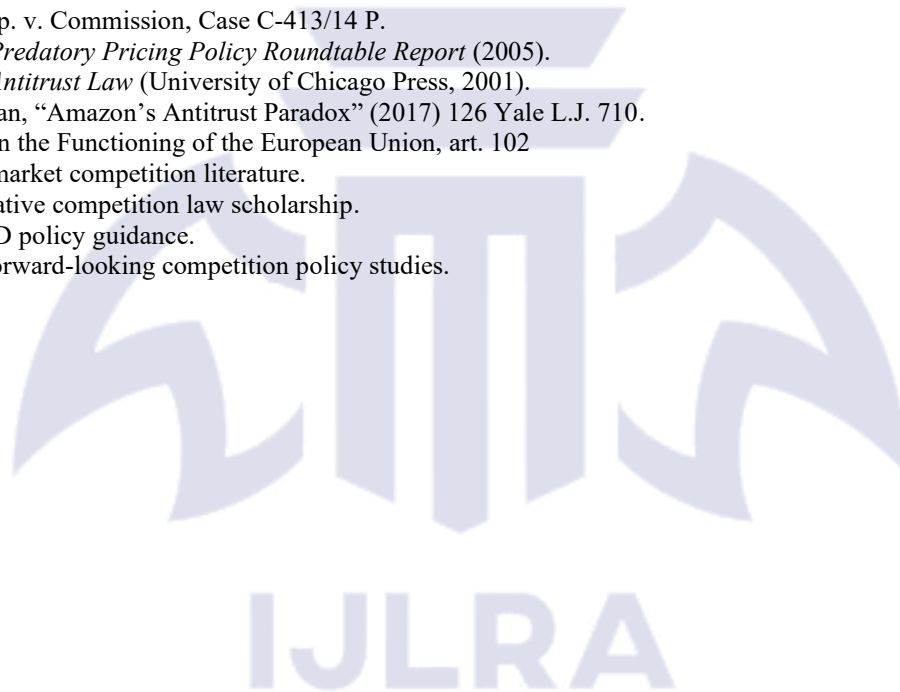 p. v. Commission, Case C-413/14 P.
Predatory Pricing Policy Roundtable Report (2005).
Antitrust Law (University of Chicago Press, 2001).
an, “Amazon’s Antitrust Paradox” (2017) 126 Yale L.J. 710.
n the Functioning of the European Union, art. 102
market competition literature.
ative competition law scholarship.
D policy guidance.
orward-looking competition policy studies.
IJLRA